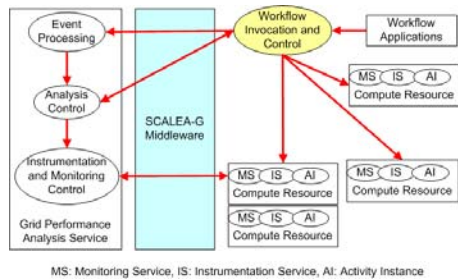 Event
Processing
Analysis
Control
Instrumentation
and Monitoring
Control
Grid Performance
Analysis Service
SCALEA-G
Middleware
Workflow
Invocation and
Control
Workflow
Applications
MS IS AI
Compute Resource
MS IS AI
Compute Resource
MS IS AI
Compute Resource
MS IS AI
Compute Resource
MS: Monitoring Service, IS: Instrumentation Service, AI: Activity Instance